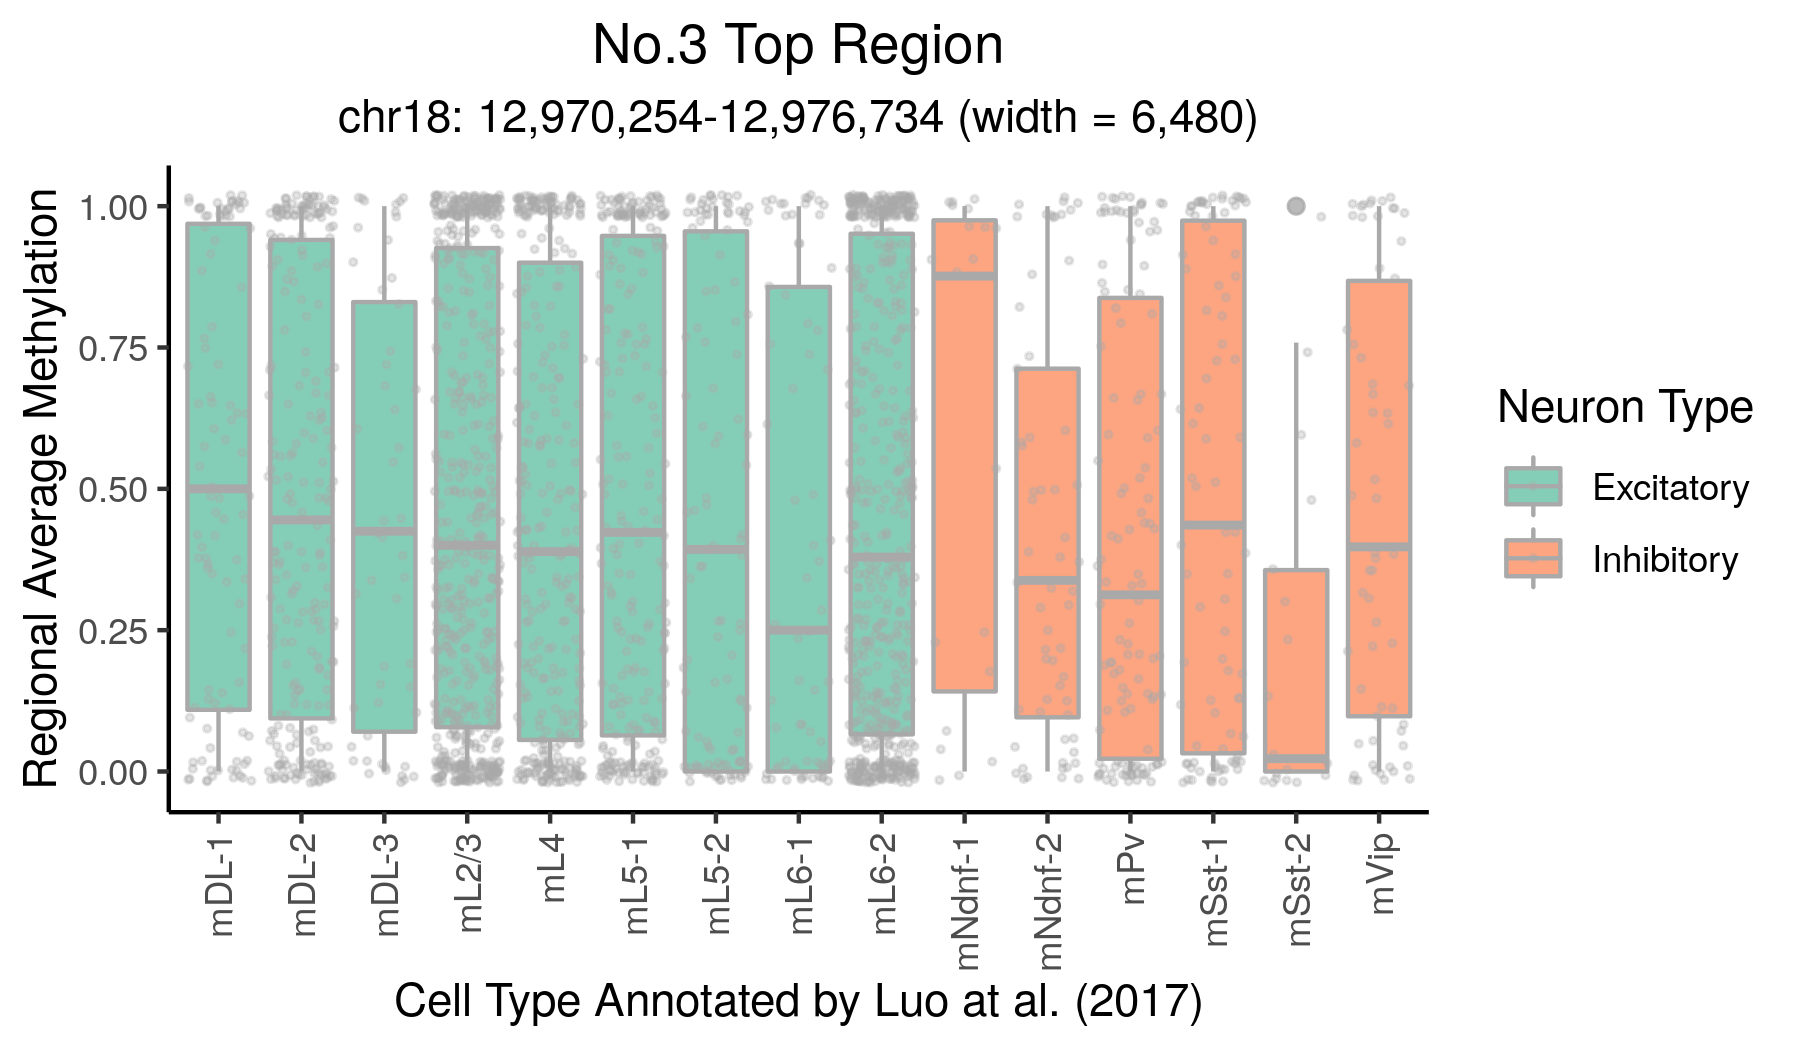 No.3 Top Region
chr18: 12,970,254-12,976,734 (width = 6,480)
Regional Average Methylation
1.00
0.75
0.50
0.25
0.00
mDL-1
mDL-2
mDL-3
mL2/3
mL4
mL5-1
mL5-2
mL6-1
mL6-2
mNdnf-1
mNdnf-2
mPv
mSst-1
mSst-2
mVip
Cell Type Annotated by Luo at al. (2017)
Neuron Type
Excitatory
Inhibitory